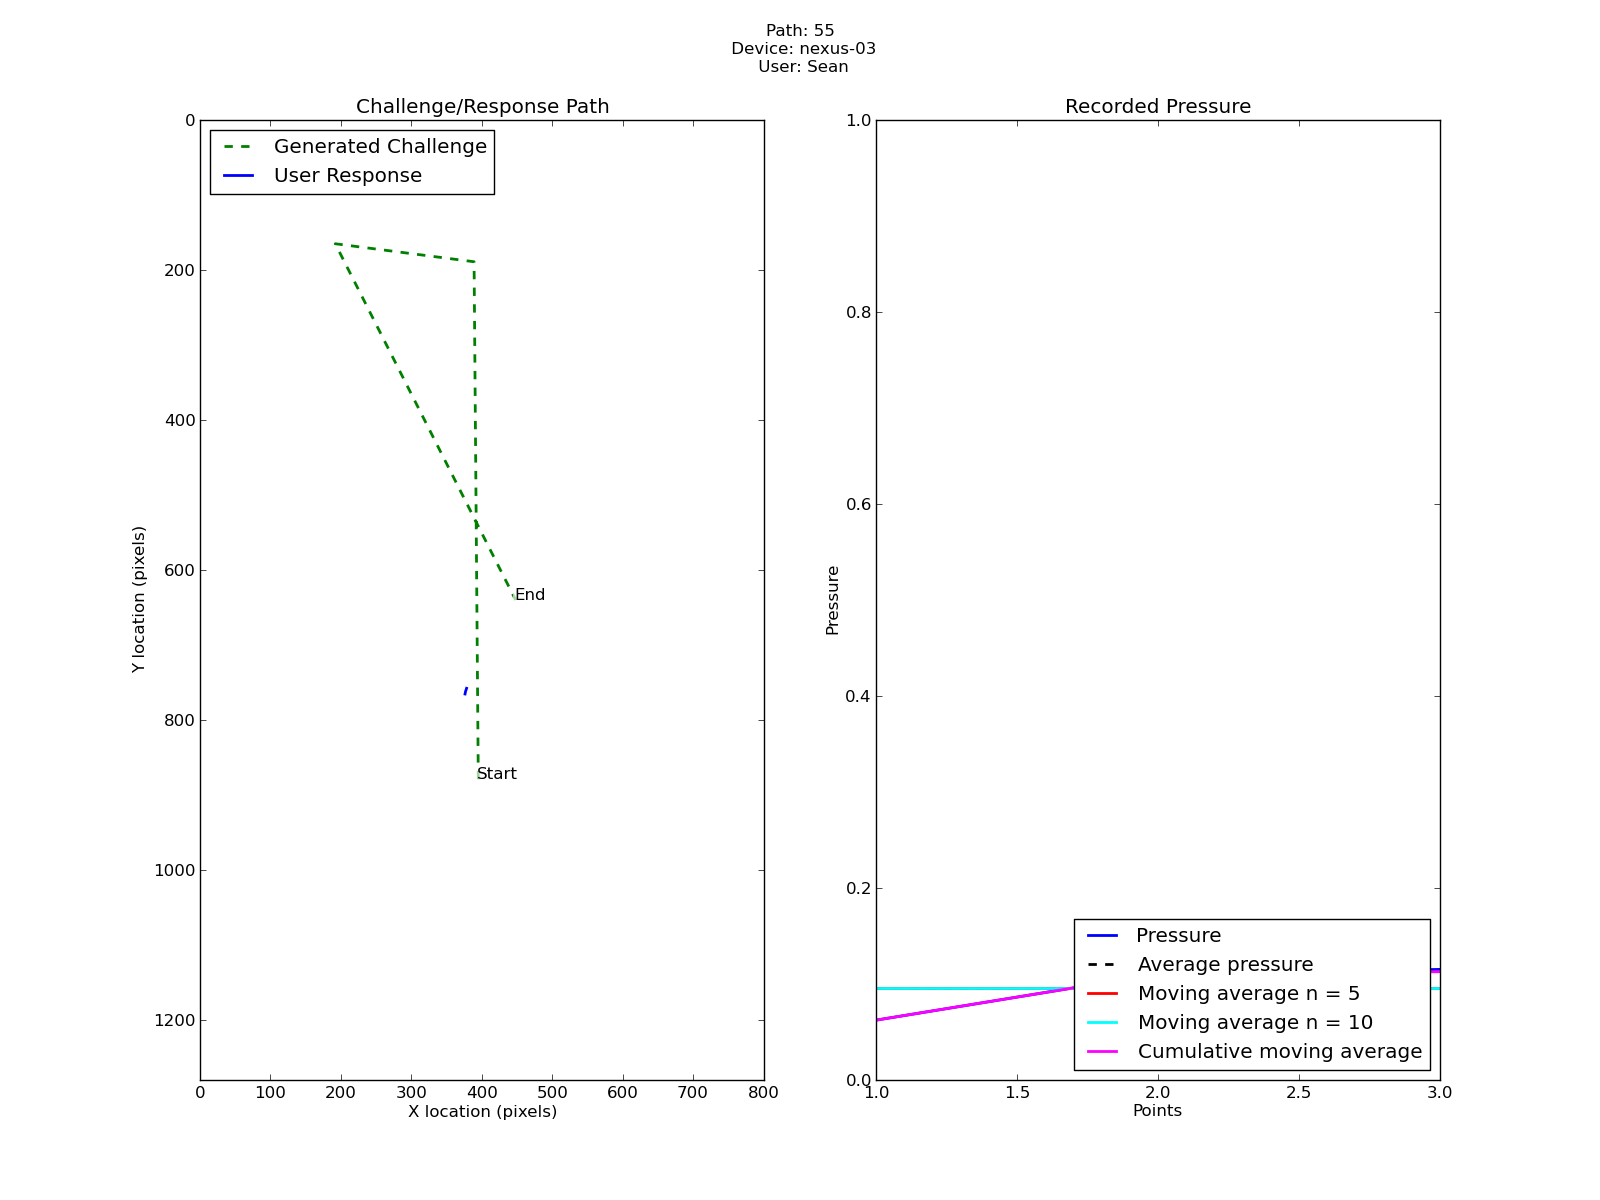 Path: 55
Device: nexus-03
User: Sean
Challenge/Response Path
Generated Challenge
User Response
0
200
400
600
800
1000
1200
Y location (pixels)
End
Start
0 100 200 300 400 500 600 700 800
X location (pixels)
Recorded Pressure
1.0
0.8
0.6
0.4
0.2
0.0
Pressure
Pressure
Average pressure
Moving average n = 5
Moving average n = 10
Cumulative moving average
1.0 1.5 2.0 2.5 3.0
Points